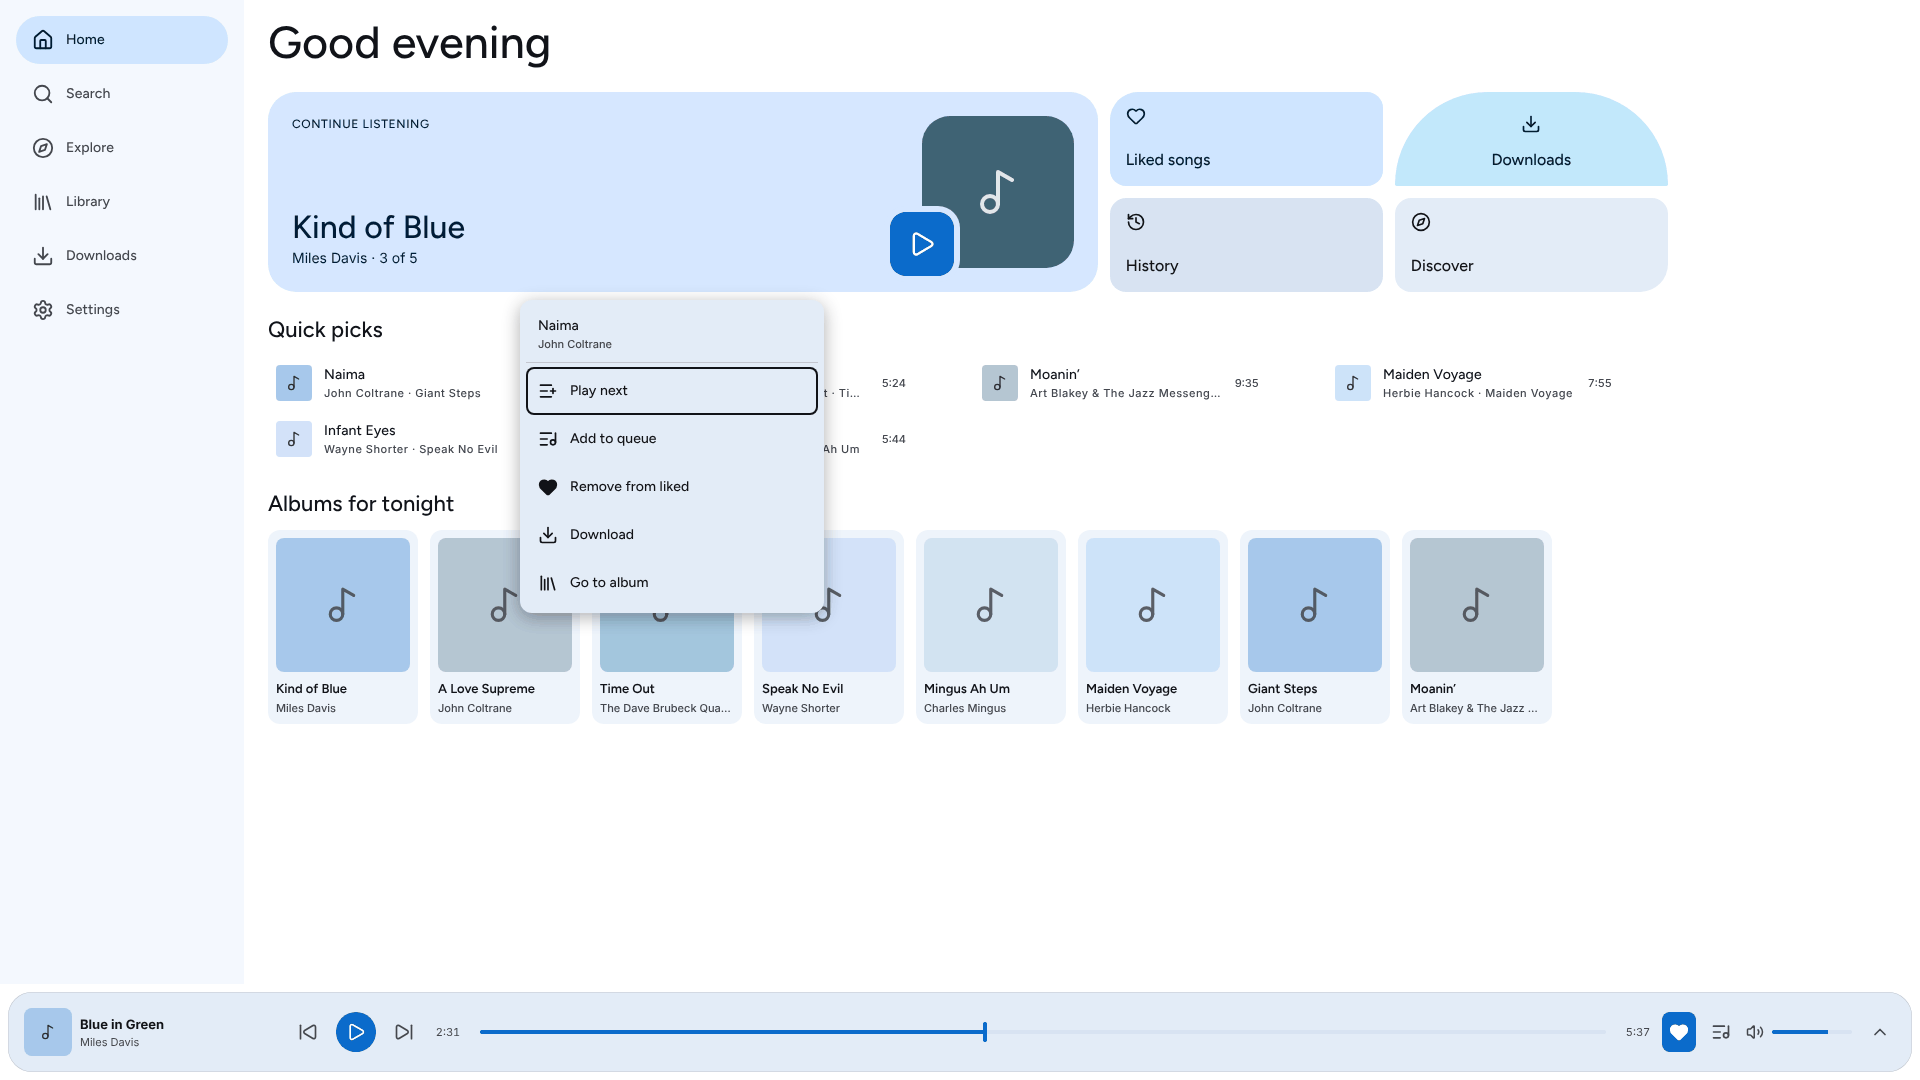 Home
Search
Explore
Library
Downloads
Settings
Good evening
CONTINUE LISTENING
Kind of Blue
Miles Davis · 3 of 5
Liked songs
Downloads
History
Discover
Quick picks
Naima
John Coltrane · Giant Steps
t · Ti...
5:24
Moanin’
Art Blakey & The Jazz Messeng...
9:35
Maiden Voyage
Herbie Hancock · Maiden Voyage
7:55
Infant Eyes
Wayne Shorter · Speak No Evil
Ah Um
5:44
Naima
John Coltrane
Play next
Add to queue
Remove from liked
Download
Go to album
Albums for tonight
Kind of Blue
Miles Davis
A Love Supreme
John Coltrane
Time Out
The Dave Brubeck Qua...
Speak No Evil
Wayne Shorter
Mingus Ah Um
Charles Mingus
Maiden Voyage
Herbie Hancock
Giant Steps
John Coltrane
Moanin’
Art Blakey & The Jazz ...
Blue in Green
Miles Davis
2:31
5:37